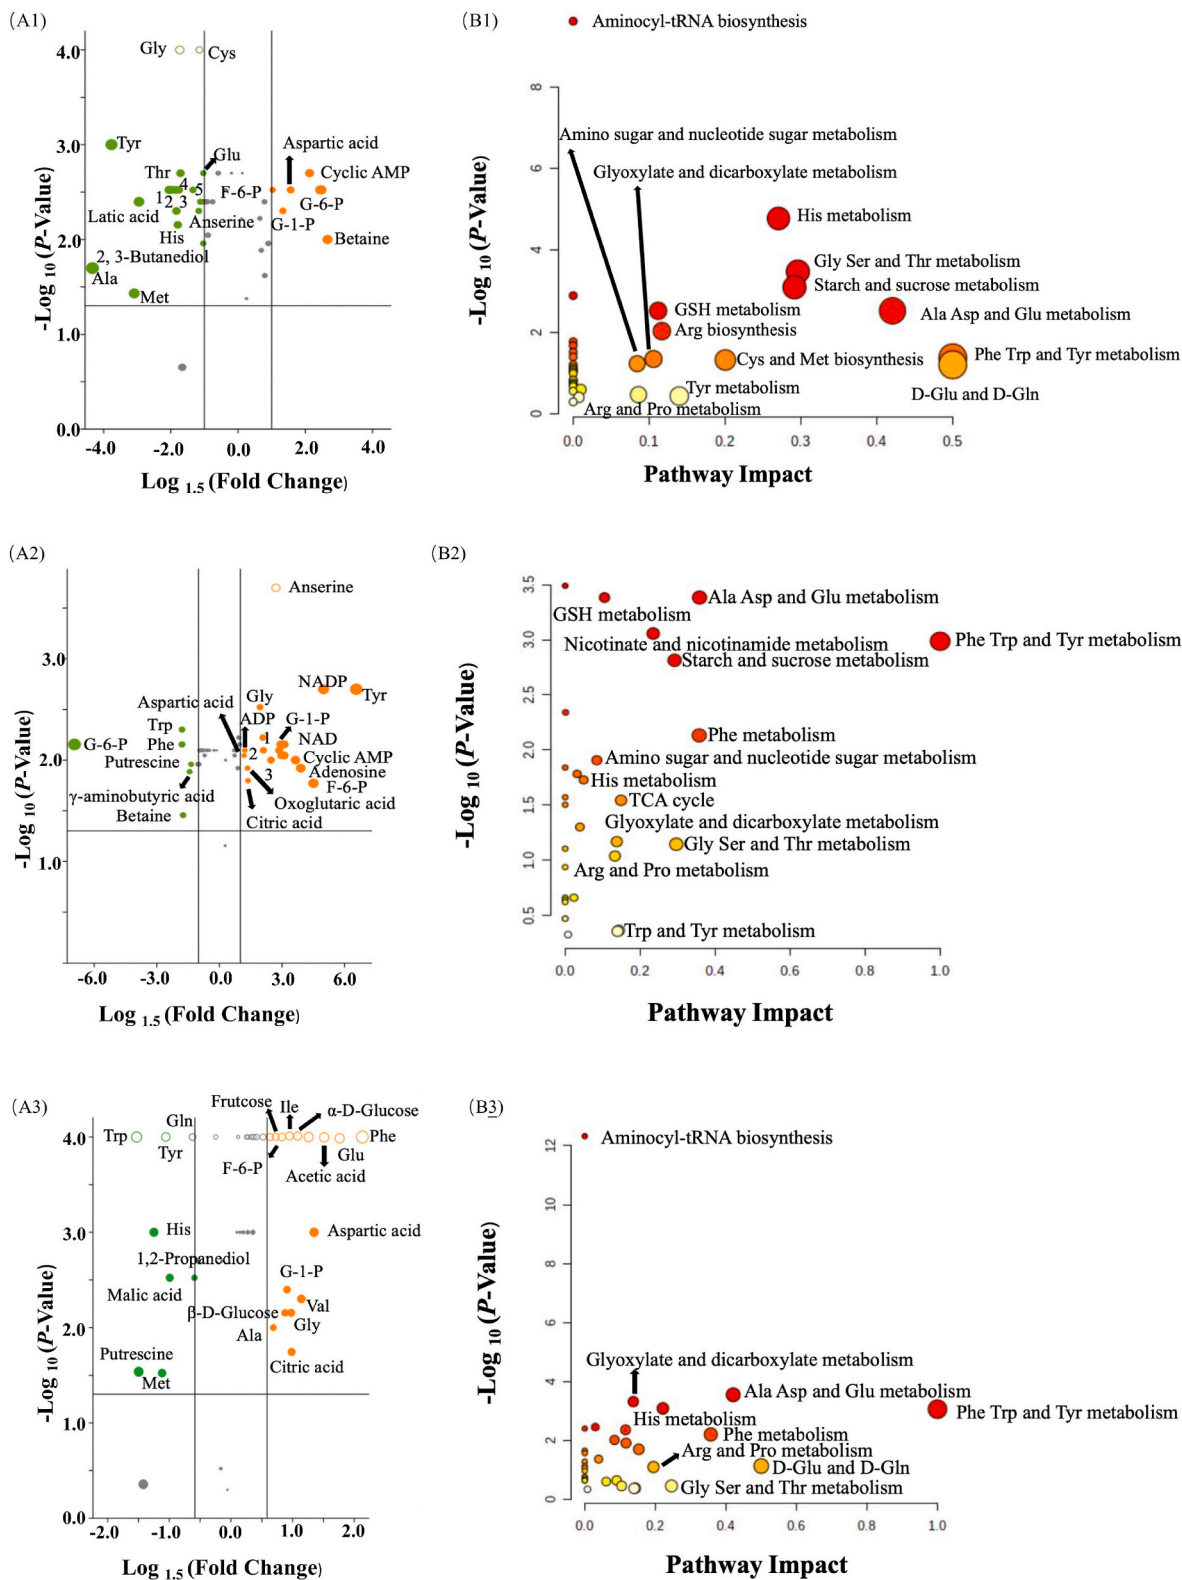 (A1)
4.0
Gly
Cys
3.0
Tyr
Thr
Glu
Aspartic acid
Cyclic AMP
4
1
2
3
5
F-6-P
G-6-P
Latic acid
Anserine
G-1-P
2.0
His
Betaine
2, 3-Butanediol
Ala
Met
1.0
0.0
-4.0 -2.0 0.0 2.0 4.0
-Log 10 (P-Value)
Log 1.5 (Fold Change)
(B1)
Aminocyl-tRNA biosynthesis
8
Amino sugar and nucleotide sugar metabolism
6
Glyoxylate and dicarboxylate metabolism
His metabolism
4
Gly Ser and Thr metabolism
Starch and sucrose metabolism
GSH metabolism
Ala Asp and Glu metabolism
2
Arg biosynthesis
Cys and Met biosynthesis
Phe Trp and Tyr metabolism
Tyr metabolism
D-Glu and D-Gln
Arg and Pro metabolism
0
0.0 0.1 0.2 0.3 0.4 0.5
-Log 10 (P-Value)
Pathway Impact
(A2)
Anserine
3.0
NADP
Aspartic acid
Gly
Tyr
ADP
G-1-P
Trp
1
NAD
2.0
G-6-P
Phe
2
Cyclic AMP
Putrescine
3
Adenosine
F-6-P
γ-aminobutyric acid
Oxoglutaric acid
Betaine
Citric acid
1.0
-6.0 -3.0 0.0 3.0 6.0
-Log 10 (P-Value)
Log 1.5 (Fold Change)
(B2)
3.5
GSH metabolism
Ala Asp and Glu metabolism
3.0
Nicotinate and nicotinamide metabolism
Phe Trp and Tyr metabolism
Starch and sucrose metabolism
2.5
Phe metabolism
2.0
Amino sugar and nucleotide sugar metabolism
His metabolism
TCA cycle
1.5
Glyoxylate and dicarboxylate metabolism
Gly Ser and Thr metabolism
1.0
Arg and Pro metabolism
0.5
Trp and Tyr metabolism
0.0 0.2 0.4 0.6 0.8 1.0
-Log 10 (P-Value)
Pathway Impact
(A3)
Frutcose
Ile
α-D-Glucose
Gln
4.0
Trp
Phe
Tyr
Glu
F-6-P
Acetic acid
3.0
His
Aspartic acid
1,2-Propanediol
G-1-P
Malic acid
Val
β-D-Glucose
Gly
2.0
Ala
Putrescine
Citric acid
Met
1.0
0.0
-2.0 -1.0 0.0 1.0 2.0
-Log 10 (P-Value)
Log 1.5 (Fold Change)
(B3)
Aminocyl-tRNA biosynthesis
12
10
8
6
Glyoxylate and dicarboxylate metabolism
4
Ala Asp and Glu metabolism
Phe Trp and Tyr metabolism
His metabolism
Phe metabolism
2
Arg and Pro metabolism
D-Glu and D-Gln
Gly Ser and Thr metabolism
0
0.0 0.2 0.4 0.6 0.8 1.0
-Log 10 (P-Value)
Pathway Impact